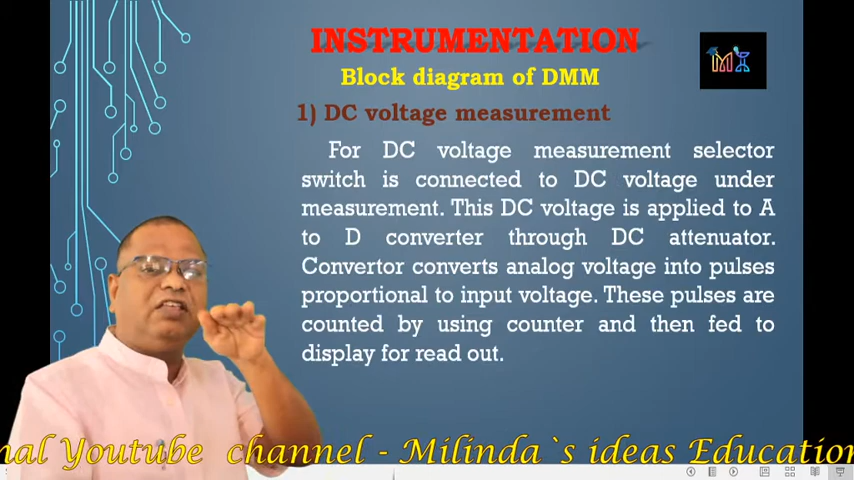 INSTRUMENTATION
Block diagram of DMM
MI
1) DC voltage measurement
For DC voltage measurement selector
switch is connected to DC voltage under
measurement. This DC voltage is applied to A
to D converter through DC attenuator.
Convertor converts analog voltage into pulses
proportional to input voltage. These pulses are
counted by using counter and then fed to
display for read out.
nal Youtube channel - Milinda`s ideas Education